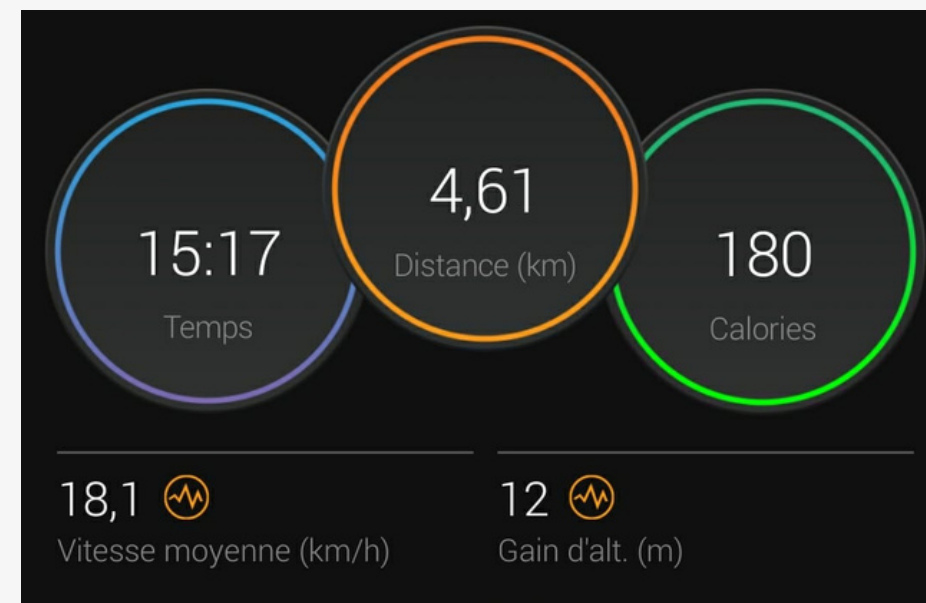 15:17
Temps
4,61
Distance (km)
180
Calories
18,1
Vitesse moyenne (km/h)
12
Gain d'alt. (m)